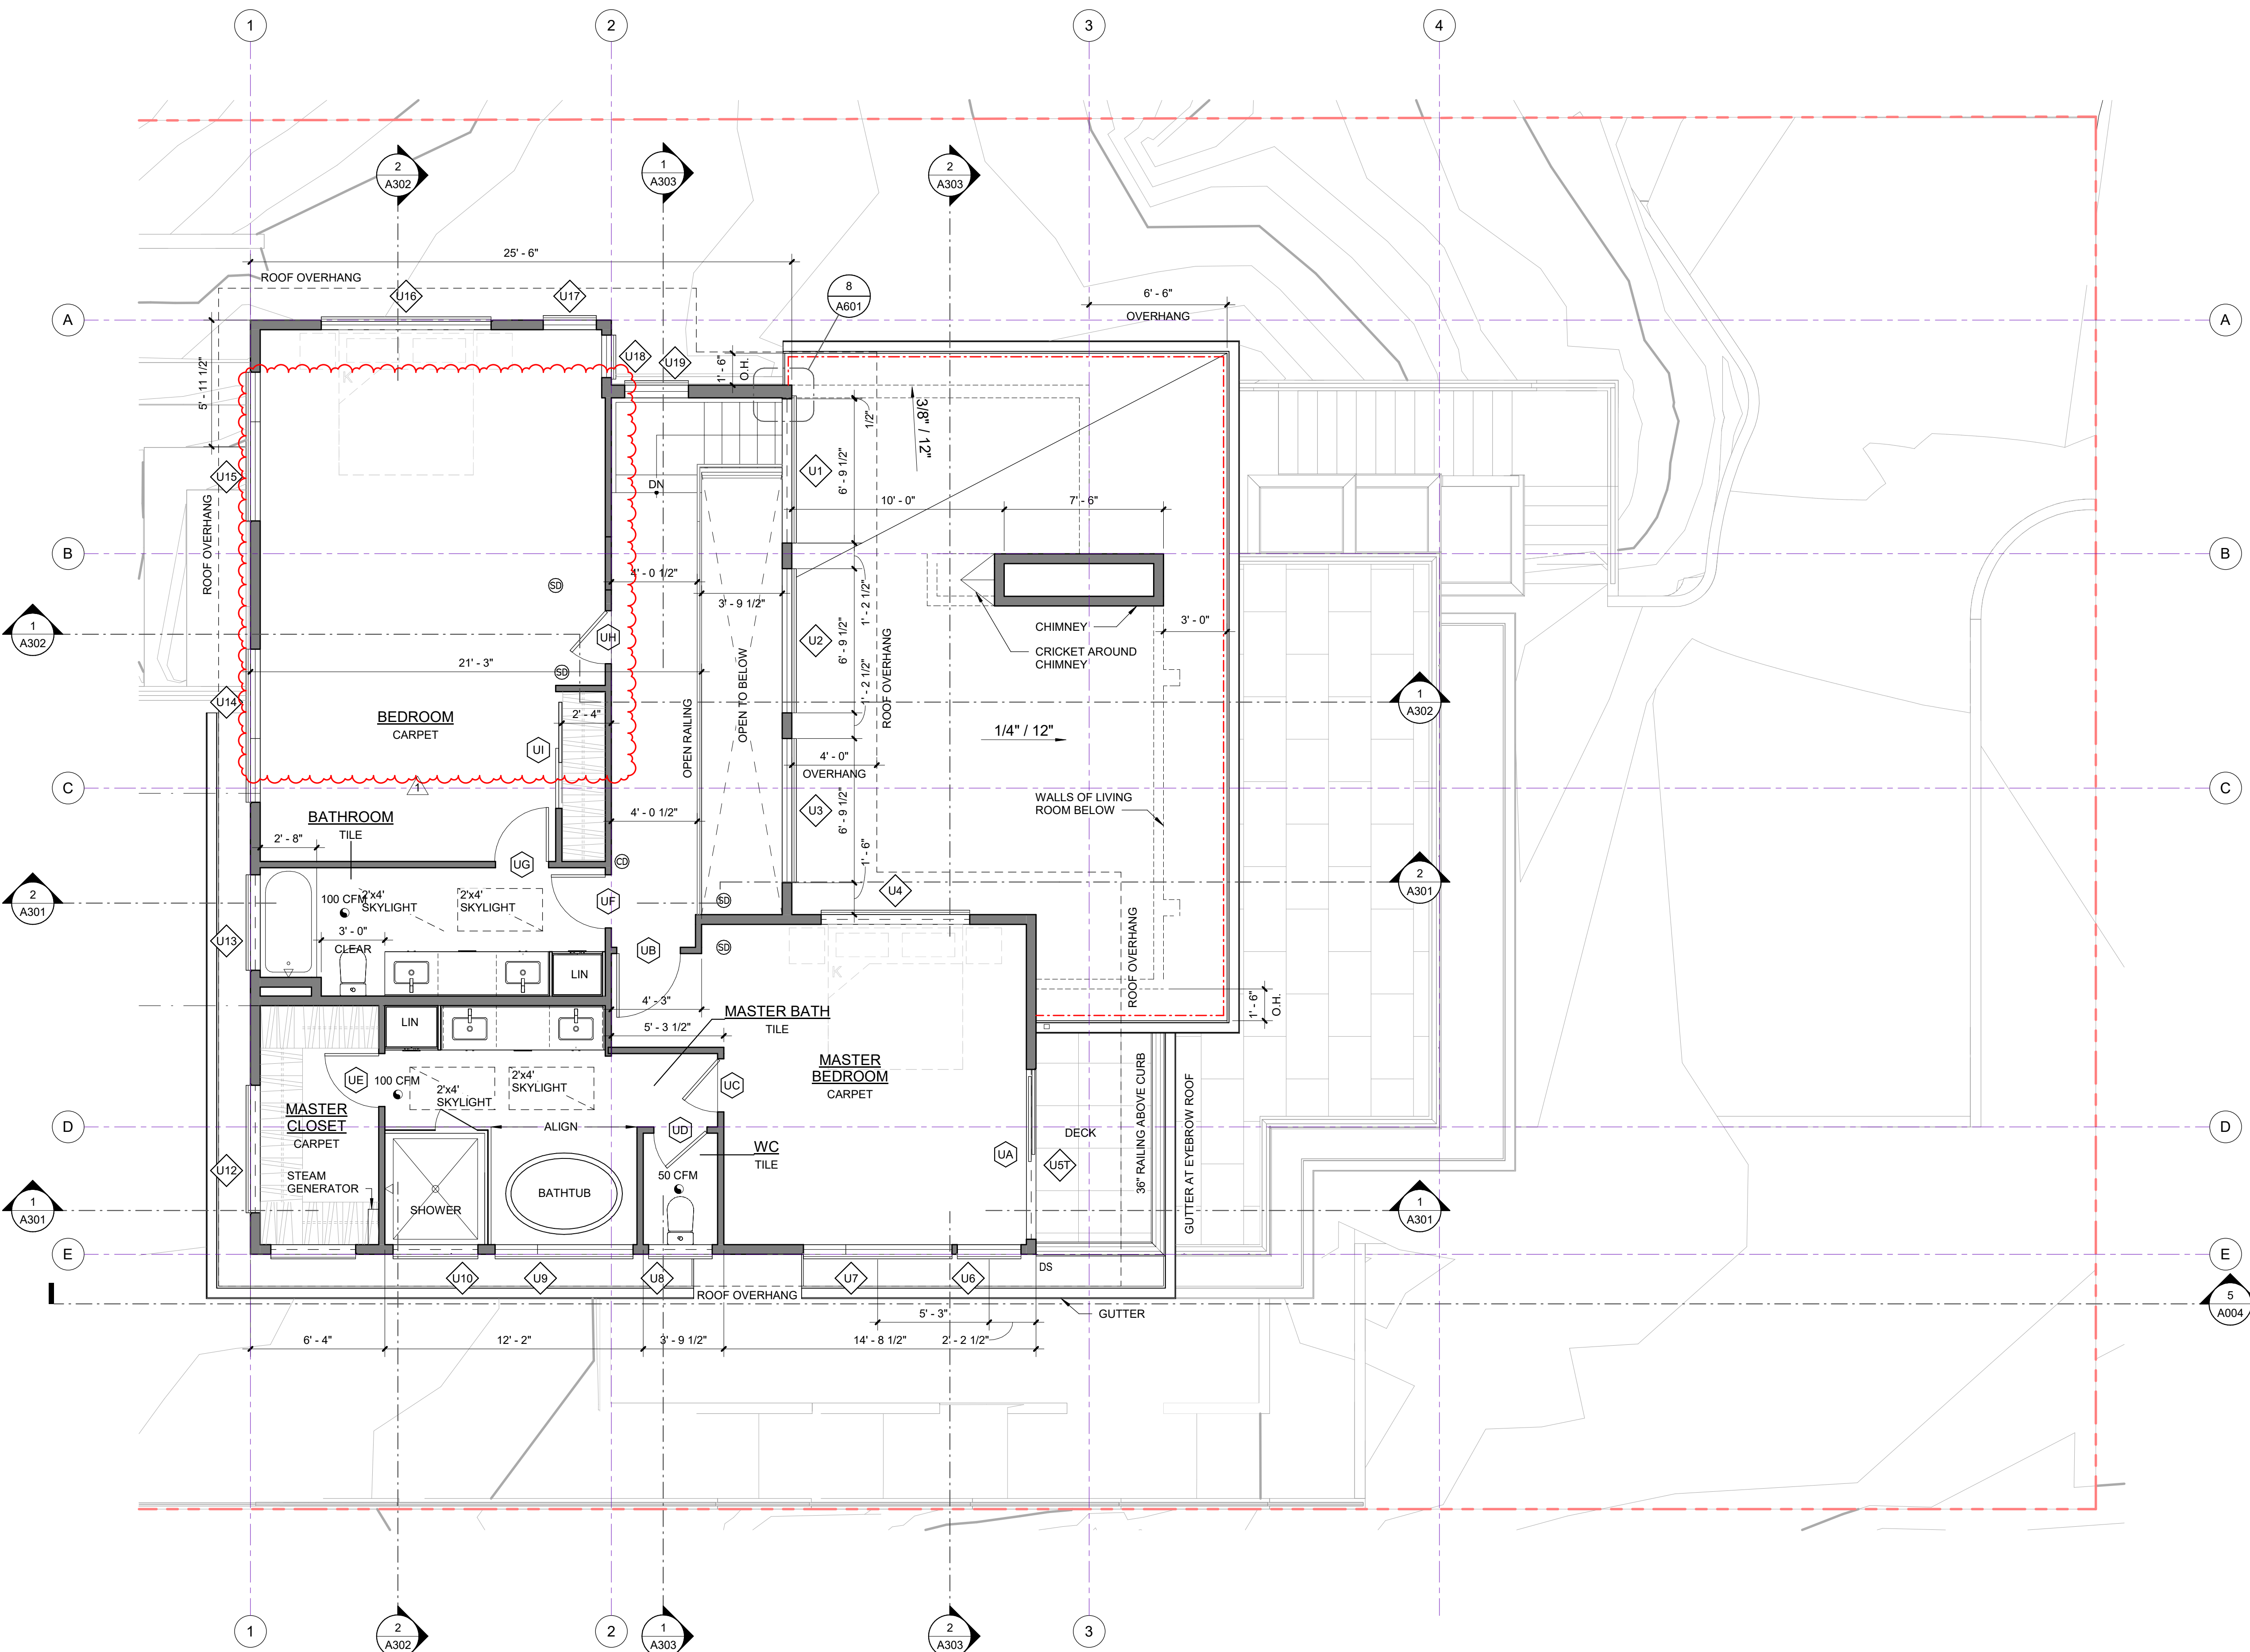 1
2
3
4
2
A302
1
A303
2
A303
25' - 6"
ROOF OVERHANG
U16
U17
8
A601
6' - 6"
OVERHANG
A
A
5' - 11 1/2"
U18
U19
1' - 6"
O.H.
1/2"
3/8" / 12"
K
U15
DN
U1
6' - 9 1/2"
10' - 0"
7' - 6"
ROOF OVERHANG
B
B
SD
4' - 0 1/2"
3' - 9 1/2"
1' - 2 1/2"
1
A302
UH
U2
6' - 9 1/2"
ROOF OVERHANG
CHIMNEY
CRICKET AROUND
CHIMNEY
3' - 0"
21' - 3"
SD
OPEN TO BELOW
1' - 2 1/2"
1
A302
U14
BEDROOM
CARPET
2' - 4"
UI
OPEN RAILING
1/4" / 12"
4' - 0"
OVERHANG
C
C
1
BATHROOM
TILE
4' - 0 1/2"
U3
6' - 9 1/2"
WALLS OF LIVING
ROOM BELOW
2' - 8"
UG
CD
1' - 6"
2
A301
2
A301
100 CFM
2'x4'
SKYLIGHT
2'x4'
SKYLIGHT
UF
SD
U4
U13
3' - 0"
CLEAR
UB
SD
ROOF OVERHANG
LIN
K
4' - 3"
MASTER BATH
TILE
1' - 6"
O.H.
LIN
5' - 3 1/2"
MASTER
BEDROOM
CARPET
UE
100 CFM
2'x4'
SKYLIGHT
2'x4'
SKYLIGHT
UC
36" RAILING ABOVE CURB
GUTTER AT EYEBROW ROOF
MASTER
CLOSET
CARPET
D
D
ALIGN
UD
WC
TILE
DECK
UA
U5T
U12
STEAM
GENERATOR
SHOWER
BATHTUB
50 CFM
1
A301
1
A301
E
E
U10
U9
U8
U7
U6
DS
ROOF OVERHANG
GUTTER
5
A004
5' - 3"
6' - 4"
12' - 2"
3' - 9 1/2"
14' - 8 1/2"
2' - 2 1/2"
1
2
A302
2
1
A303
2
A303
3